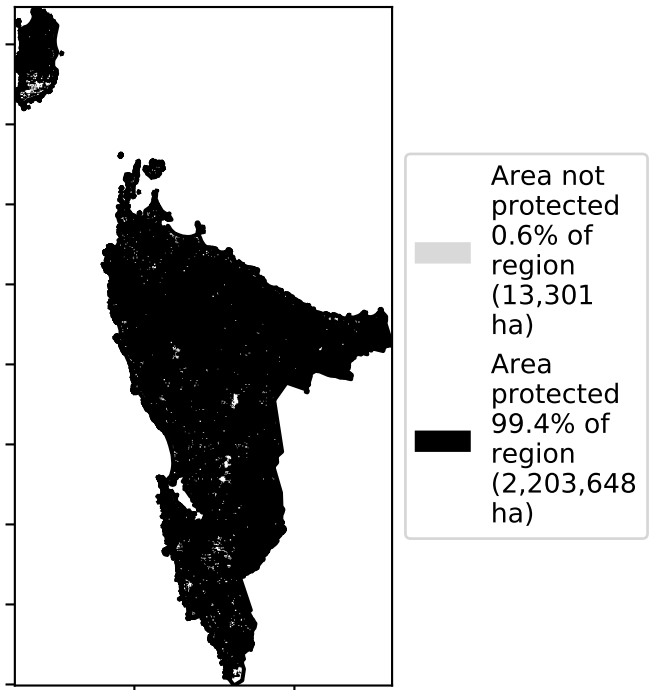 Area not
protected
0.6% of
region
(13,301
ha)
Area
protected
99.4% of
region
(2,203,648
ha)